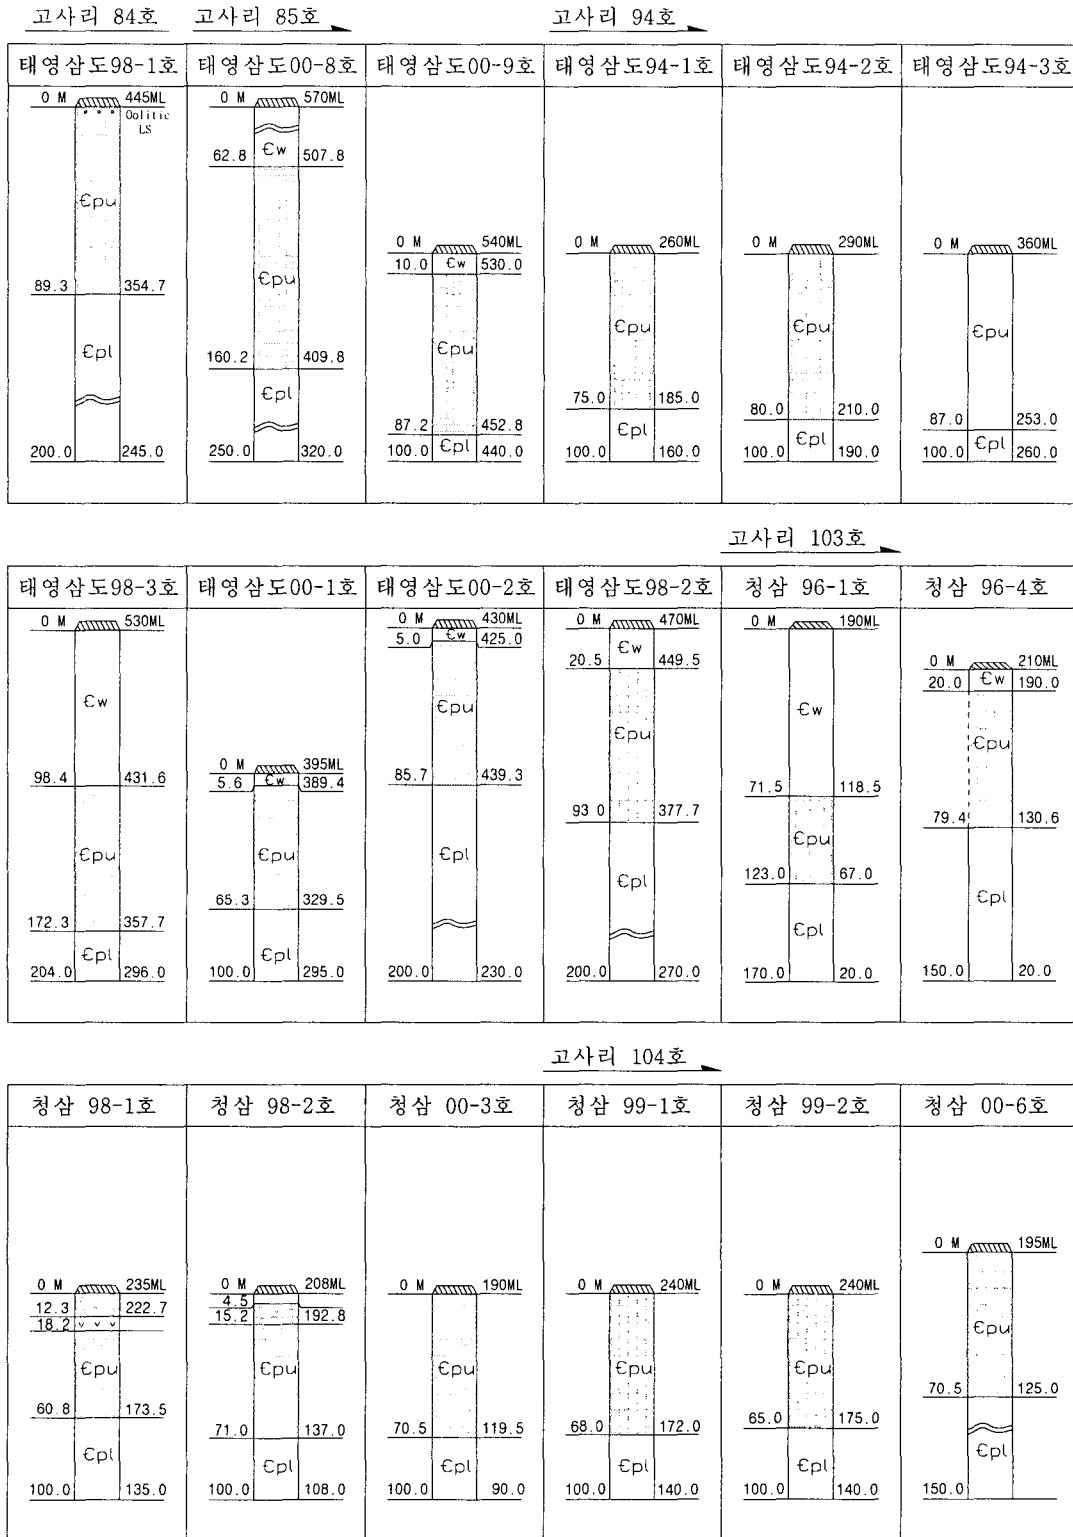 고사리 84호 고사리 85호 고사리 94호
태영삼도98-1호 태영삼도00-8호 태영삼도00-9호 태영삼도94-1호 태영삼도94-2호 태영삼도94-3호
0 M 445ML 0 M 570ML
Oolitic
LS
Єw
62.8 507.8
Єpu
0 M 540ML 0 M 260ML 0 M 290ML 0 M 360ML
10.0 Єw 530.0
Єpu
89.3 354.7
Єpu Єpu Єpu Єpu
Єpl
160.2 409.8
Єpl
75.0 185.0
80.0 210.0
87.2 452.8
87.0 253.0
Єpl Єpl Єpl Єpl
200.0 245.0 250.0 320.0 100.0 440.0 100.0 160.0 100.0 190.0 100.0 260.0
고사리 103호
태영삼도98-3호 태영삼도00-1호 태영삼도00-2호 태영삼도98-2호 청삼 96-1호 청삼 96-4호
0 M 530ML 0 M 430ML 0 M 470ML 0 M 190ML
5.0 Єw 425.0
Єw
20.5 449.5
0 M 210ML
20.0 Єw 190.0
Єw Єpu Єw
Єpu Єpu
0 M 395ML
5.6 Єw 389.4
98.4 431.6 85.7 439.3
71.5 118.5
93 0 377.7
79.4 130.6
Єpu Єpu Єpl Єpu
123.0 67.0
Єpl Єpl
65.3 329.5
172.3 357.7
Єpl Єpl Єpl
204.0 296.0 100.0 295.0 200.0 230.0 200.0 270.0 170.0 20.0 150.0 20.0
고사리 104호
청삼 98-1호 청삼 98-2호 청삼 00-3호 청삼 99-1호 청삼 99-2호 청삼 00-6호
0 M 195ML
0 M 235ML 0 M 208ML 0 M 190ML 0 M 240ML 0 M 240ML
4.5
12.3 222.7
15.2 192.8
18.2 v v v
Єpu
Єpu Єpu Єpu Єpu Єpu
70.5 125.0
60.8 173.5
65.0 175.0
68.0 172.0
71.0 137.0 70.5 119.5
Єpl Єpl Єpl Єpl Єpl Єpl
100.0 135.0 100.0 108.0 100.0 90.0 100.0 140.0 100.0 140.0 150.0